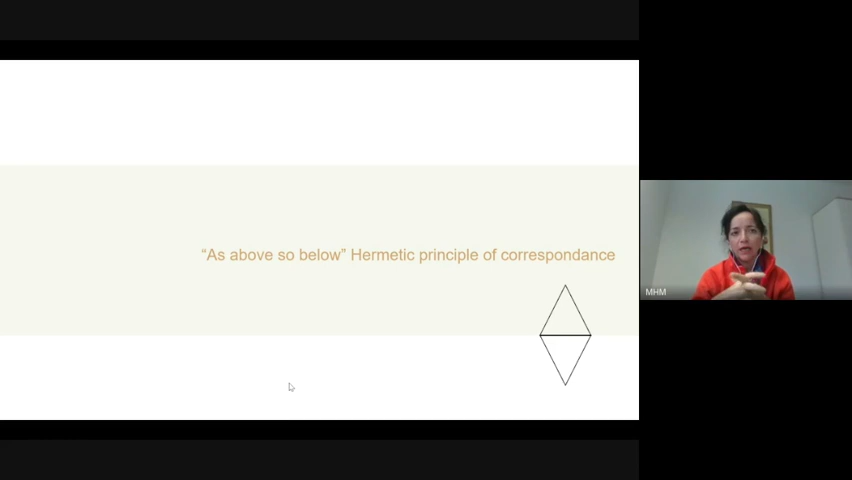 “As above so below” Hermetic principle of correspondance
MHM